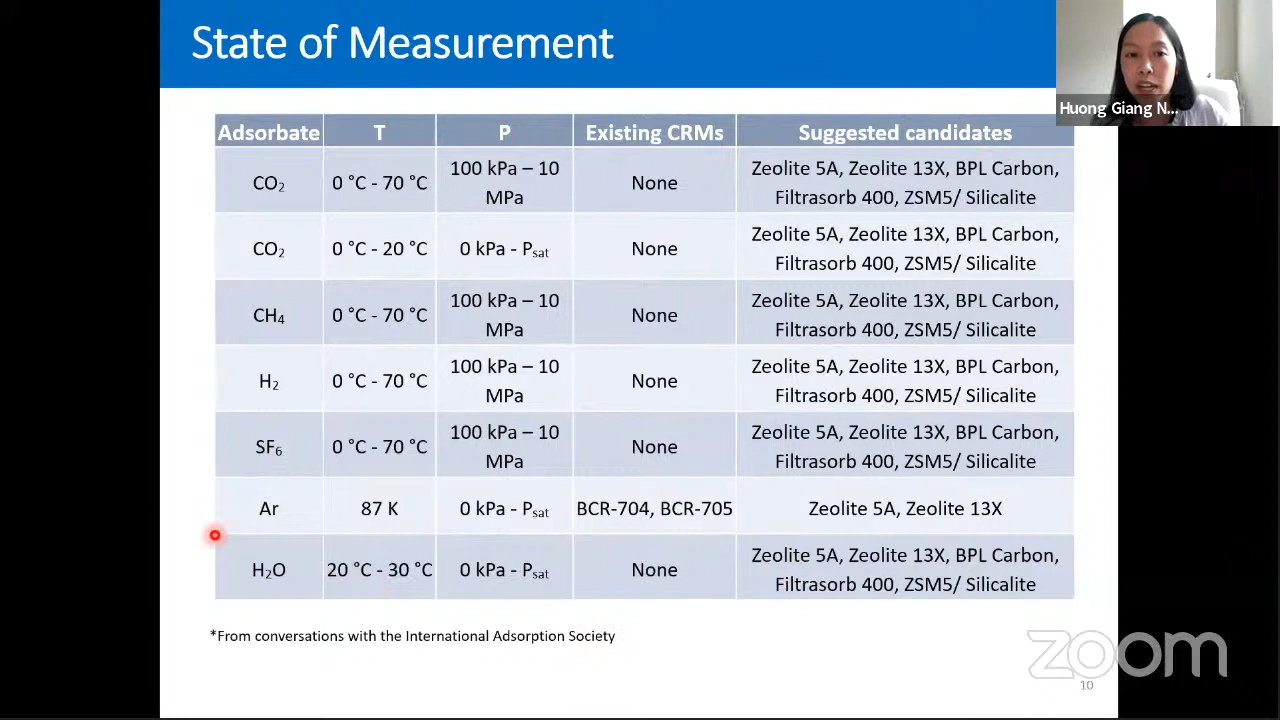 State of Measurement
Huong Giang N...
Adsorbate T P Existing CRMs Suggested candidates
CO₂ 0 °C - 70 °C 100 kPa – 10 MPa None Zeolite 5A, Zeolite 13X, BPL Carbon, Filtrasorb 400, ZSM5/ Silicalite
CO₂ 0 °C - 20 °C 0 kPa - Psat None Zeolite 5A, Zeolite 13X, BPL Carbon, Filtrasorb 400, ZSM5/ Silicalite
CH₄ 0 °C - 70 °C 100 kPa – 10 MPa None Zeolite 5A, Zeolite 13X, BPL Carbon, Filtrasorb 400, ZSM5/ Silicalite
H₂ 0 °C - 70 °C 100 kPa – 10 MPa None Zeolite 5A, Zeolite 13X, BPL Carbon, Filtrasorb 400, ZSM5/ Silicalite
SF₆ 0 °C - 70 °C 100 kPa – 10 MPa None Zeolite 5A, Zeolite 13X, BPL Carbon, Filtrasorb 400, ZSM5/ Silicalite
Ar 87 K 0 kPa - Psat BCR-704, BCR-705 Zeolite 5A, Zeolite 13X
H₂O 20 °C - 30 °C 0 kPa - Psat None Zeolite 5A, Zeolite 13X, BPL Carbon, Filtrasorb 400, ZSM5/ Silicalite
*From conversations with the International Adsorption Society
zoom
10